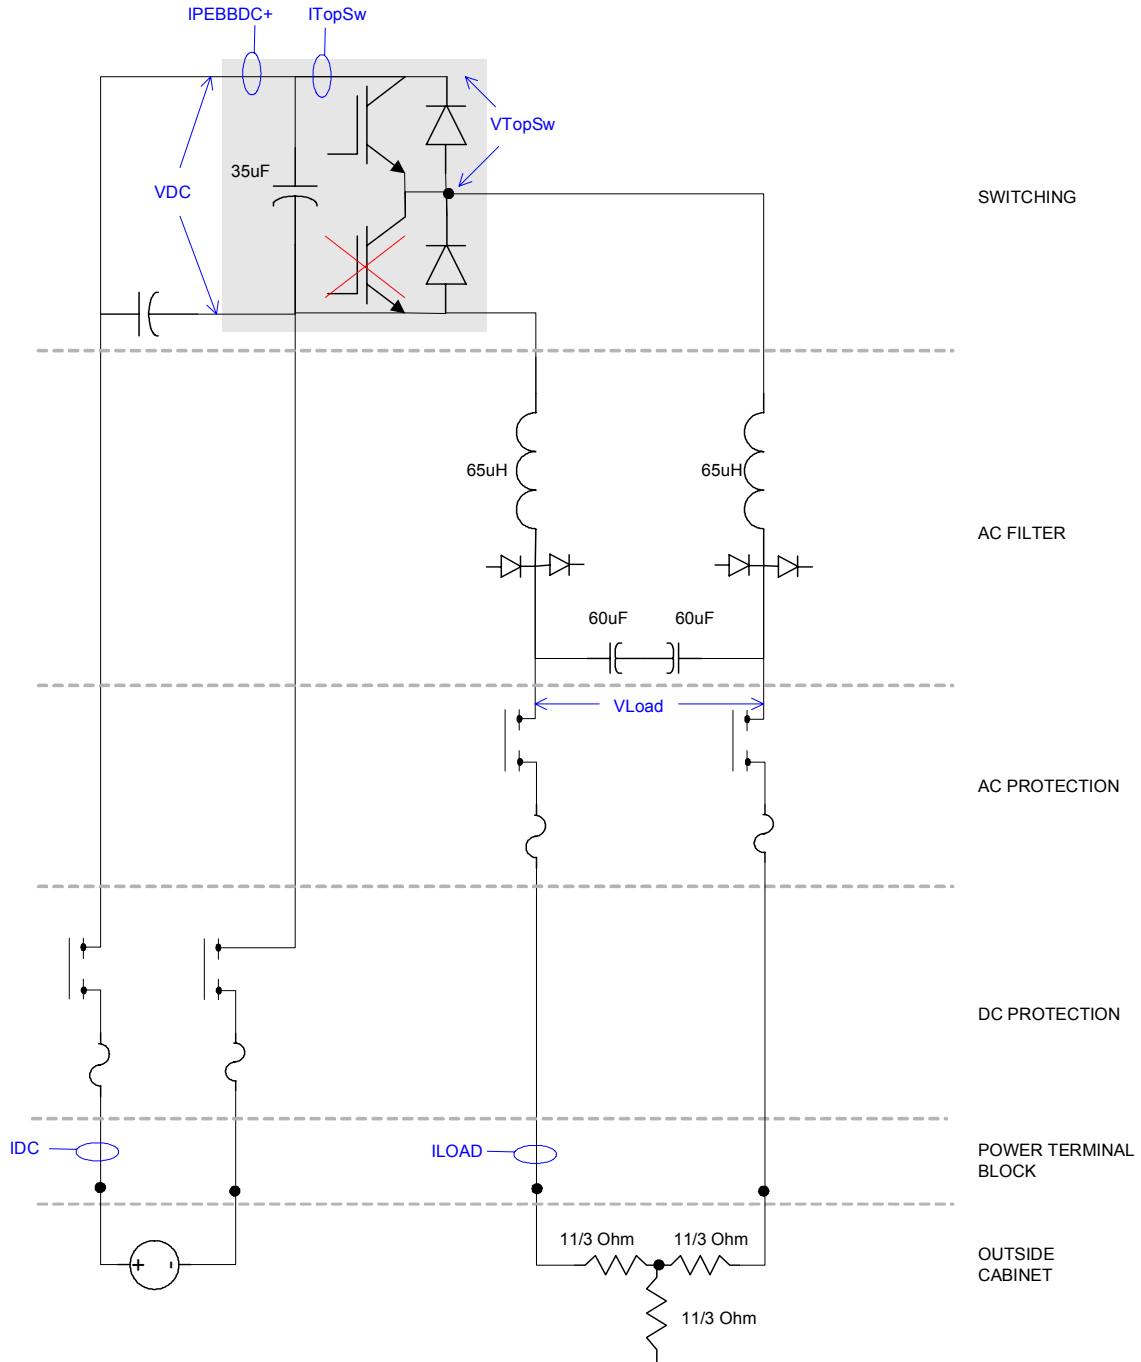 IPEBBDC+ ITopSw
VTopSw
35uF
VDC
SWITCHING
65uH 65uH
AC FILTER
60uF 60uF
VLoad
AC PROTECTION
DC PROTECTION
IDC ILOAD
POWER TERMINAL
BLOCK
11/3 Ohm 11/3 Ohm
OUTSIDE
CABINET
+ -
11/3 Ohm